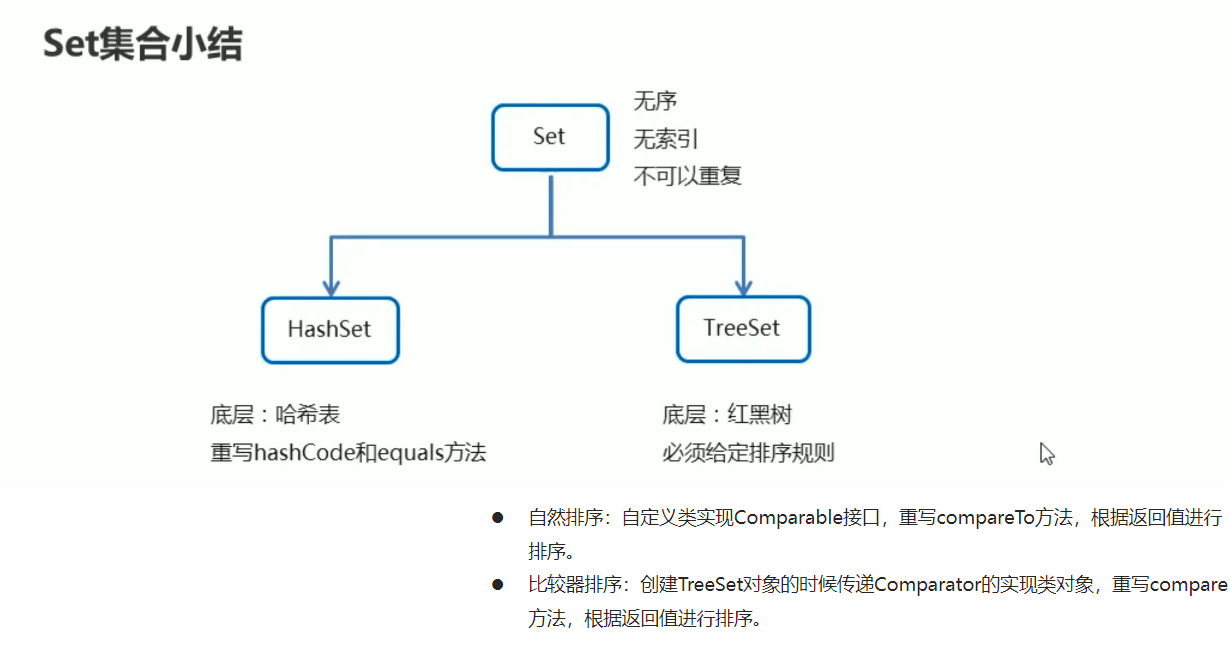 Set集合小结
Set
无序
无索引
不可以重复
HashSet
TreeSet
底层：哈希表
重写hashCode和equals方法
底层：红黑树
必须给定排序规则
● 自然排序：自定义类实现Comparable接口，重写compareTo方法，根据返回值进行
排序。
● 比较器排序：创建TreeSet对象的时候传递Comparator的实现类对象，重写compare
方法，根据返回值进行排序。